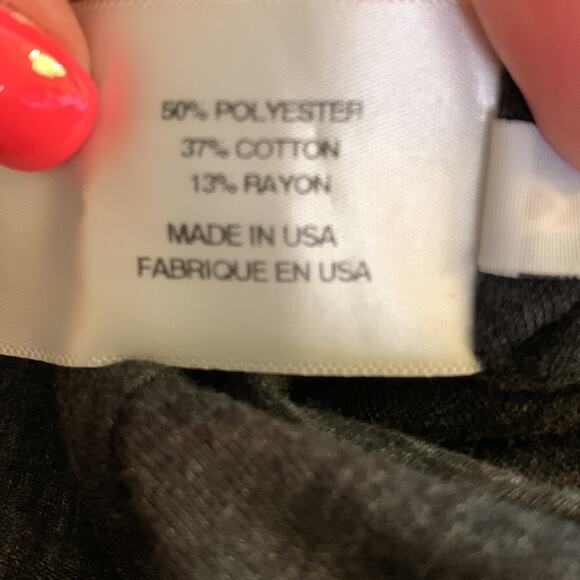 50% POLYESTER
37% COTTON
13% RAYON
MADE IN USA
FABRIQUE EN USA